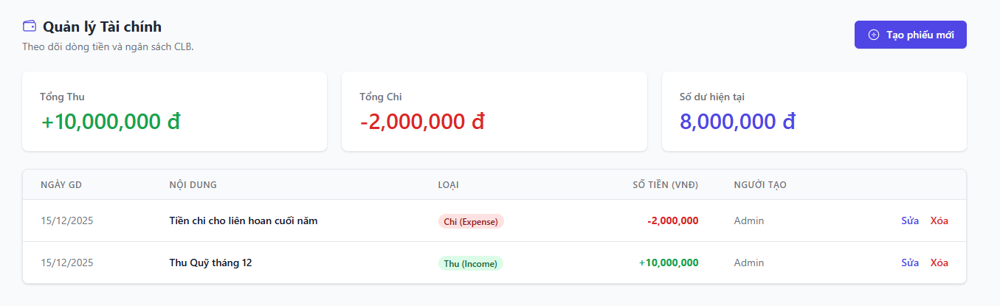 Quản lý Tài chính
Theo dõi dòng tiền và ngân sách CLB.
Tạo phiếu mới
Tổng Thu
+10,000,000 đ
Tổng Chi
-2,000,000 đ
Số dư hiện tại
8,000,000 đ
NGÀY GD NỘI DUNG LOẠI SỐ TIỀN (VNĐ) NGƯỜI TẠO
15/12/2025 Tiền chi cho liên hoan cuối năm Chi (Expense) -2,000,000 Admin Sửa Xóa
15/12/2025 Thu Quỹ tháng 12 Thu (Income) +10,000,000 Admin Sửa Xóa